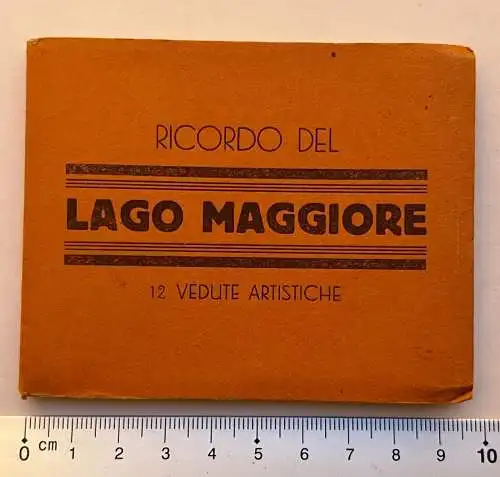 RICORDO DEL
LAGO MAGGIORE
12 VEDUTE ARTISTICHE
0 cm 1 2 3 4 5 6 7 8 9 10